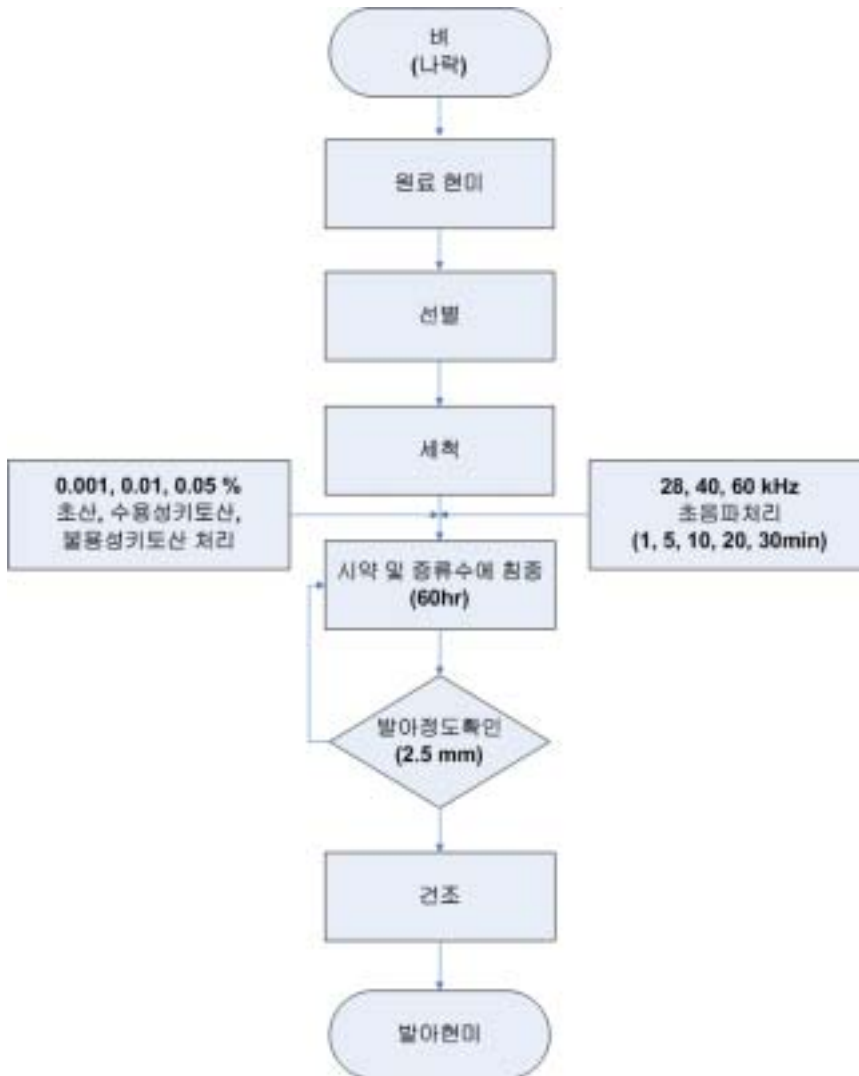 벼
(나락)
원료 현미
선별
세척
0.001, 0.01, 0.05 %
초산, 수용성키토산,
불용성키토산 처리
28, 40, 60 kHz
초음파처리
(1, 5, 10, 20, 30min)
시약 및 증류수에 침종
(60hr)
발아정도확인
(2.5 mm)
건조
발아현미